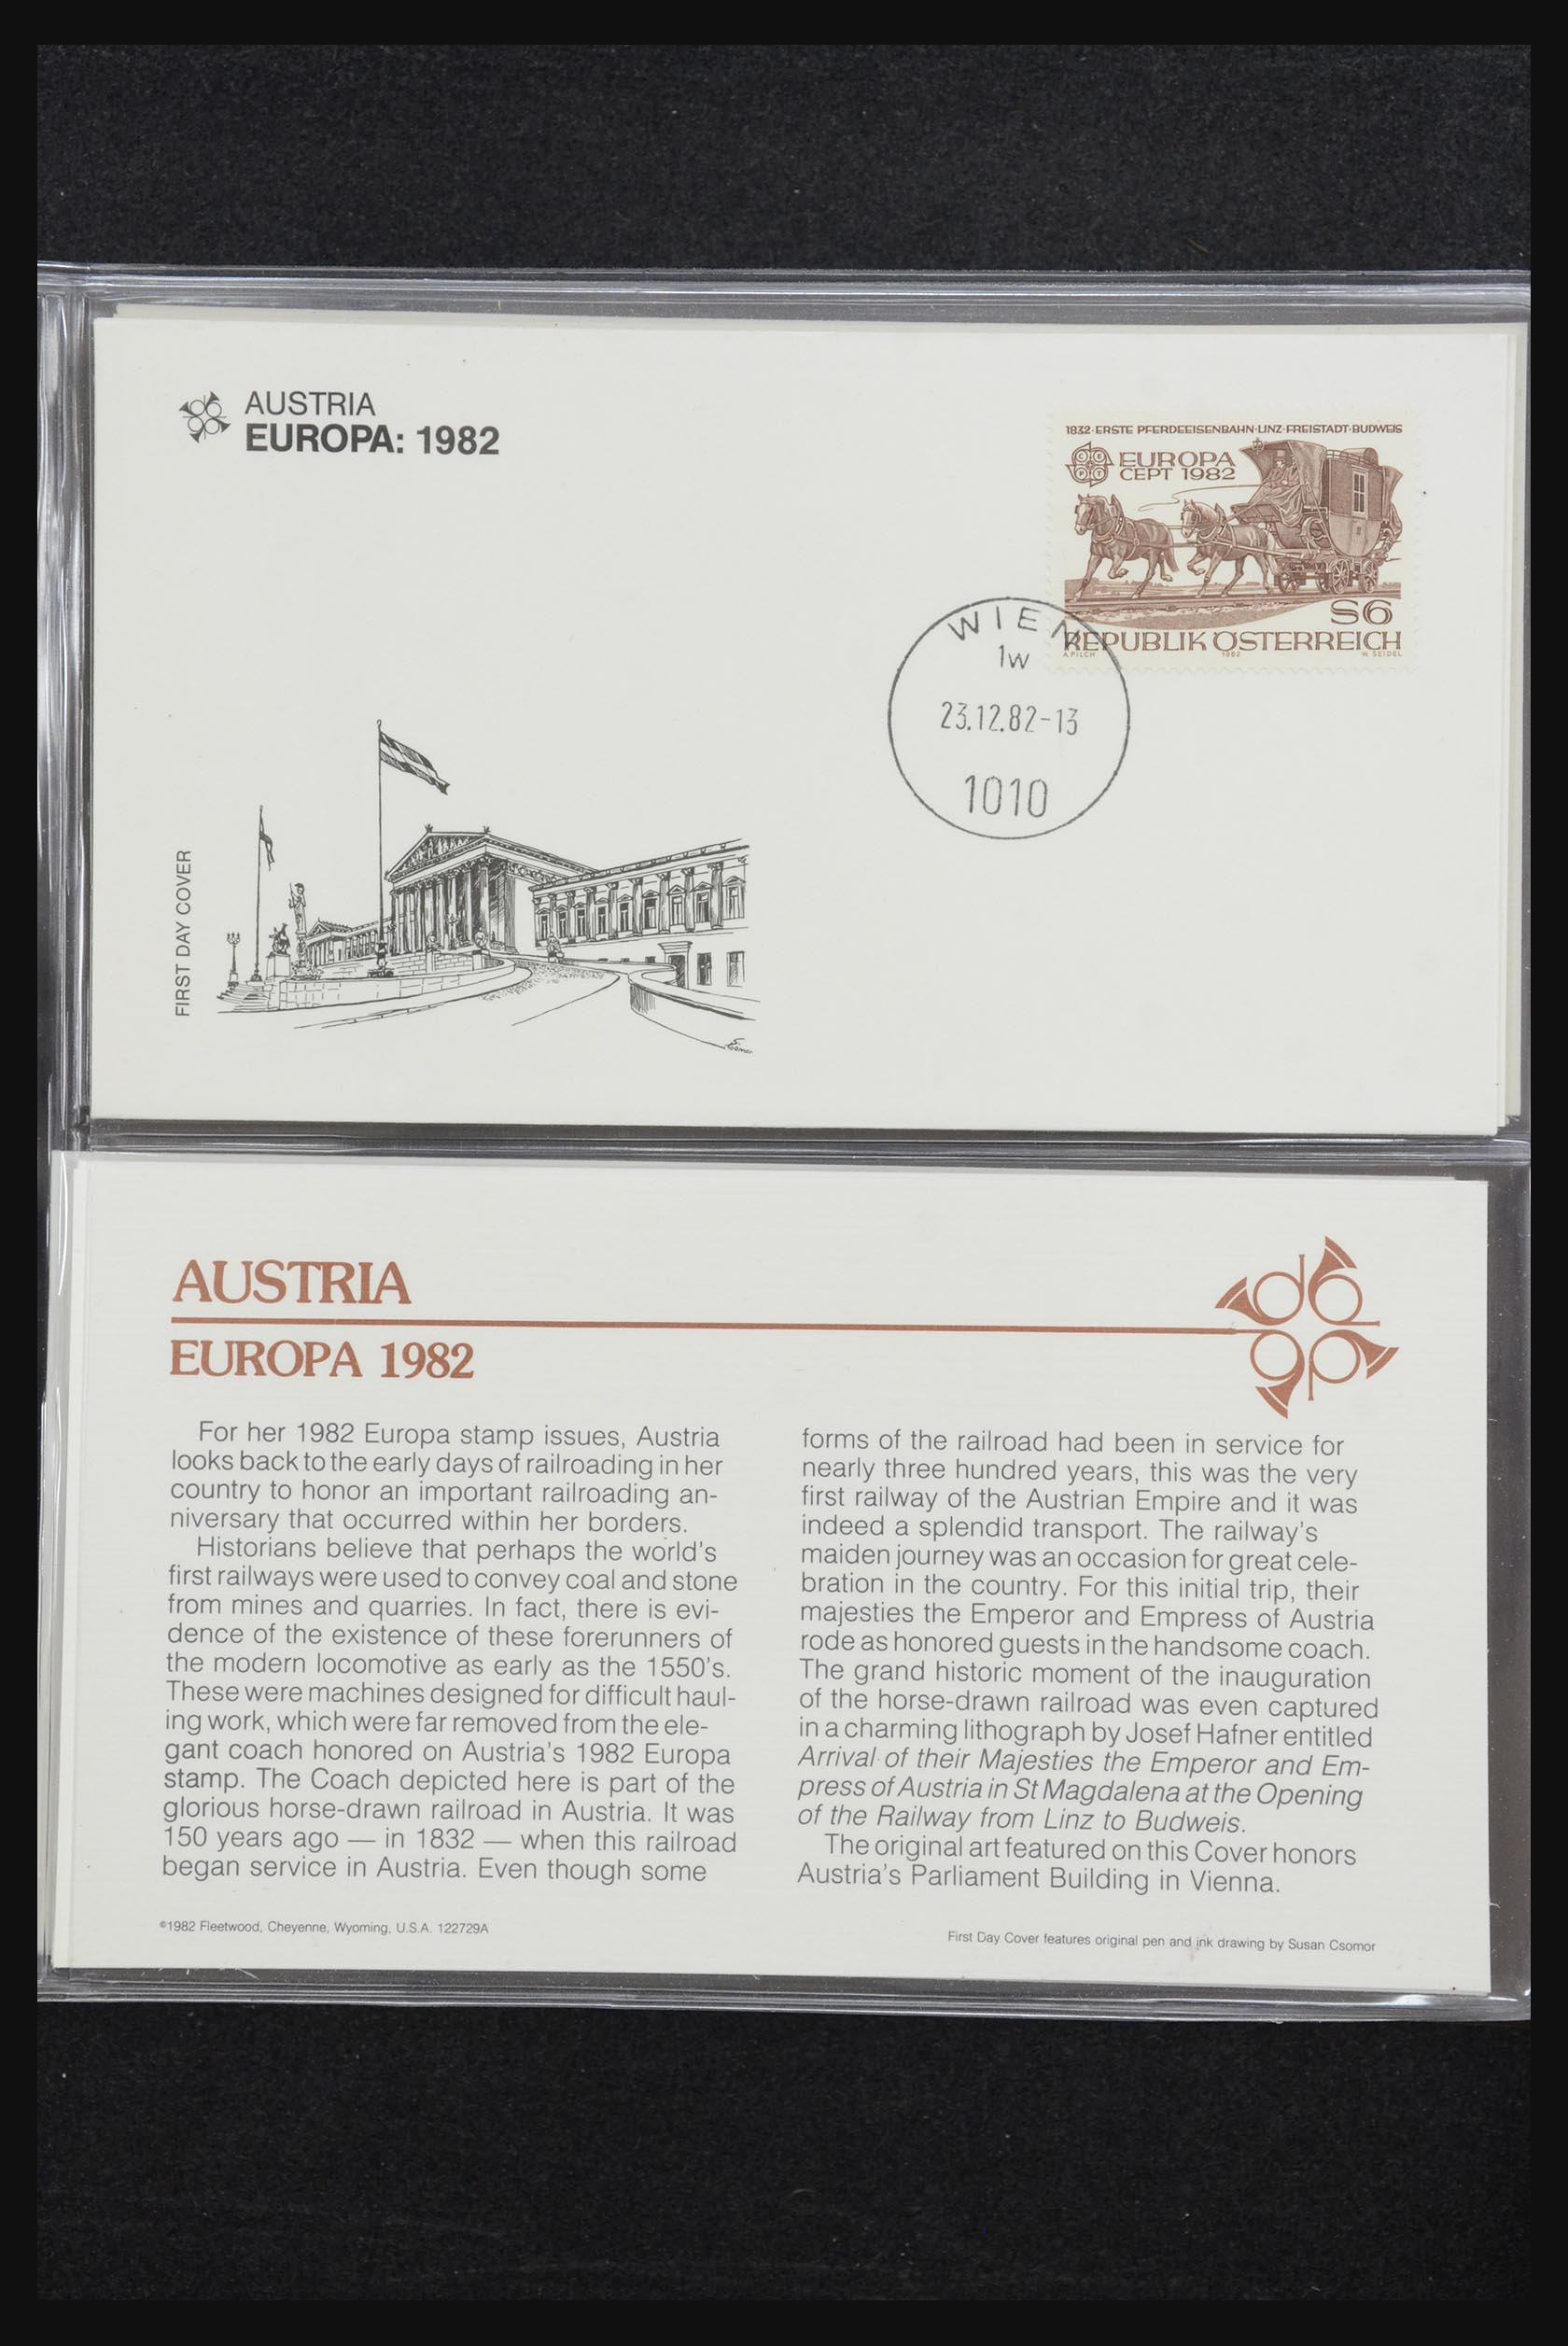 AUSTRIA
EUROPA: 1982
1832·ERSTE PFERDEEISENBAHN·LINZ·FREISTADT·BUDWEIS
EUROPA
CEPT 1982
S6
REPUBLIK ÖSTERREICH
A. PILCH 1982 W. SEIDEL
WIEN
1w
23.12.82-13
1010
FIRST DAY COVER
AUSTRIA
EUROPA 1982
For her 1982 Europa stamp issues, Austria
looks back to the early days of railroading in her
country to honor an important railroading an-
niversary that occurred within her borders.
Historians believe that perhaps the world's
first railways were used to convey coal and stone
from mines and quarries. In fact, there is evi-
dence of the existence of these forerunners of
the modern locomotive as early as the 1550's.
These were machines designed for difficult haul-
ing work, which were far removed from the ele-
gant coach honored on Austria's 1982 Europa
stamp. The Coach depicted here is part of the
glorious horse-drawn railroad in Austria. It was
150 years ago — in 1832 — when this railroad
began service in Austria. Even though some
forms of the railroad had been in service for
nearly three hundred years, this was the very
first railway of the Austrian Empire and it was
indeed a splendid transport. The railway's
maiden journey was an occasion for great cele-
bration in the country. For this initial trip, their
majesties the Emperor and Empress of Austria
rode as honored guests in the handsome coach.
The grand historic moment of the inauguration
of the horse-drawn railroad was even captured
in a charming lithograph by Josef Hafner entitled
Arrival of their Majesties the Emperor and Em-
press of Austria in St Magdalena at the Opening
of the Railway from Linz to Budweis.
The original art featured on this Cover honors
Austria's Parliament Building in Vienna.
©1982 Fleetwood, Cheyenne, Wyoming, U.S.A. 122729A
First Day Cover features original pen and ink drawing by Susan Csomor